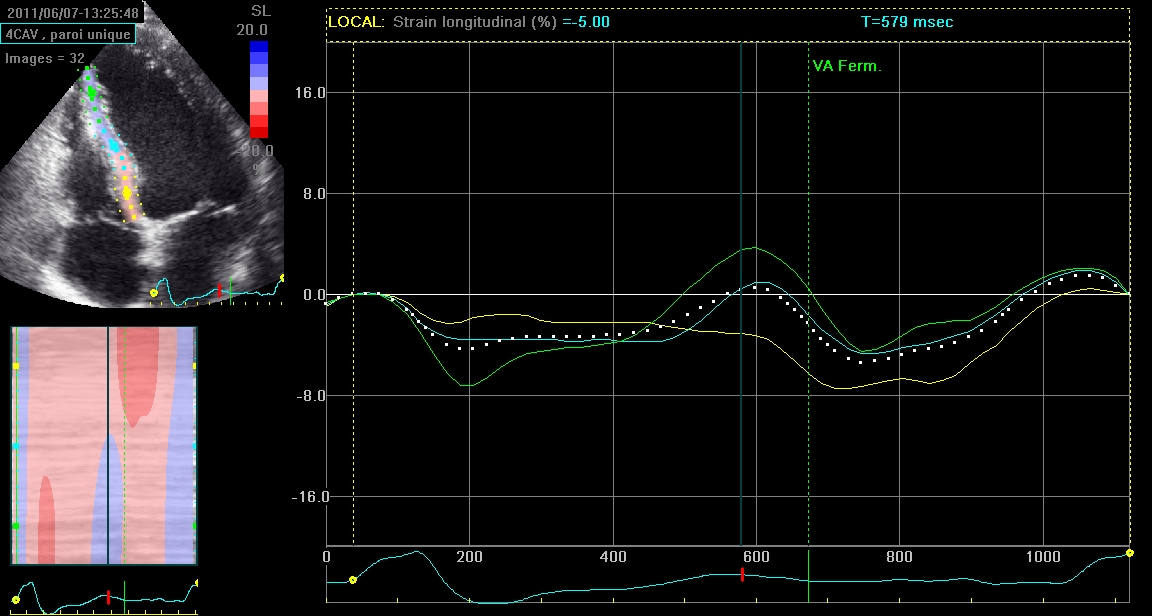 2011/06/07-13:25:48
4CAV , paroi unique
Images = 32
SL
20.0
-20.0
%
LOCAL: Strain longitudinal (%) =-5.00 T=579 msec
VA Ferm.
16.0
8.0
0.0
-8.0
-16.0
0 200 400 600 800 1000